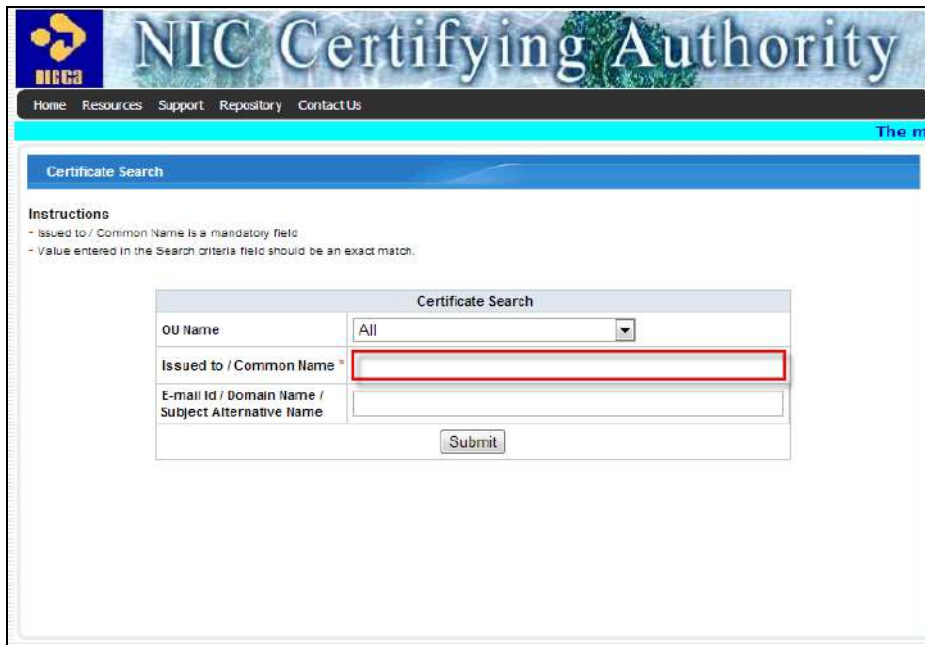 NICCA
NIC Certifying Authority
Home Resources Support Repository Contact Us
The m
Certificate Search
Instructions
- Issued to / Common Name is a mandatory field
- Value entered in the Search criteria field should be an exact match.
Certificate Search
OU Name All
Issued to / Common Name *
E-mail Id / Domain Name /
Subject Alternative Name
Submit